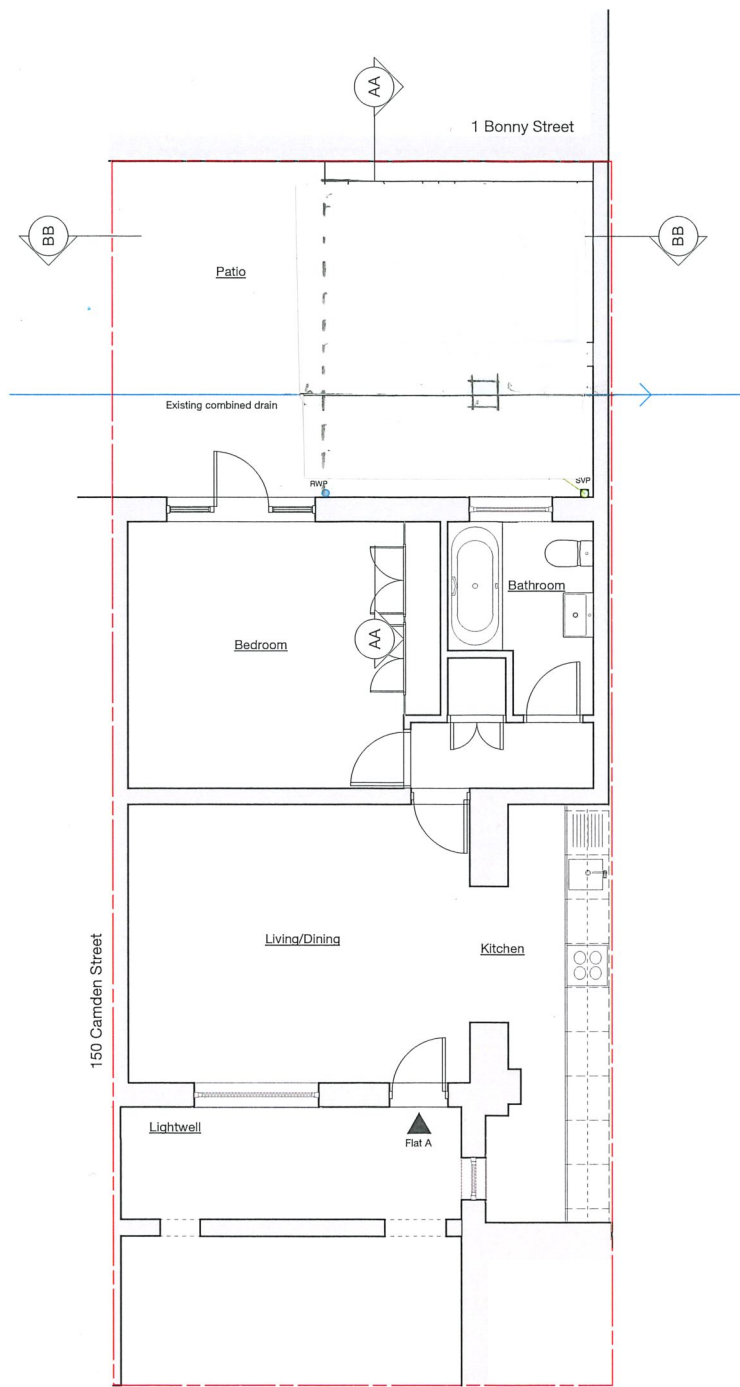 AA
1 Bonny Street
BB
BB
Patio
Existing combined drain
RWP
SVP
Bathroom
AA
Bedroom
Living/Dining
Kitchen
150 Camden Street
Lightwell
Flat A